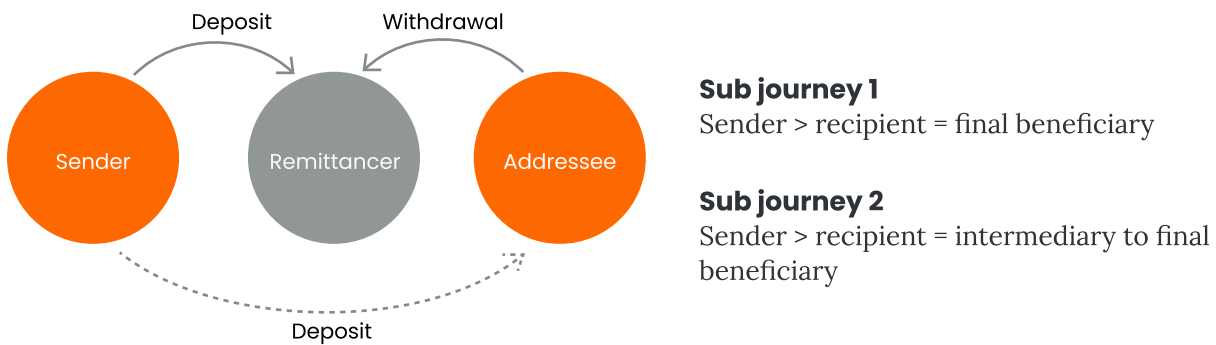 Deposit
Withdrawal
Sender
Remittancer
Addressee
Deposit
Sub journey 1
Sender > recipient = final beneficiary
Sub journey 2
Sender > recipient = intermediary to final
beneficiary